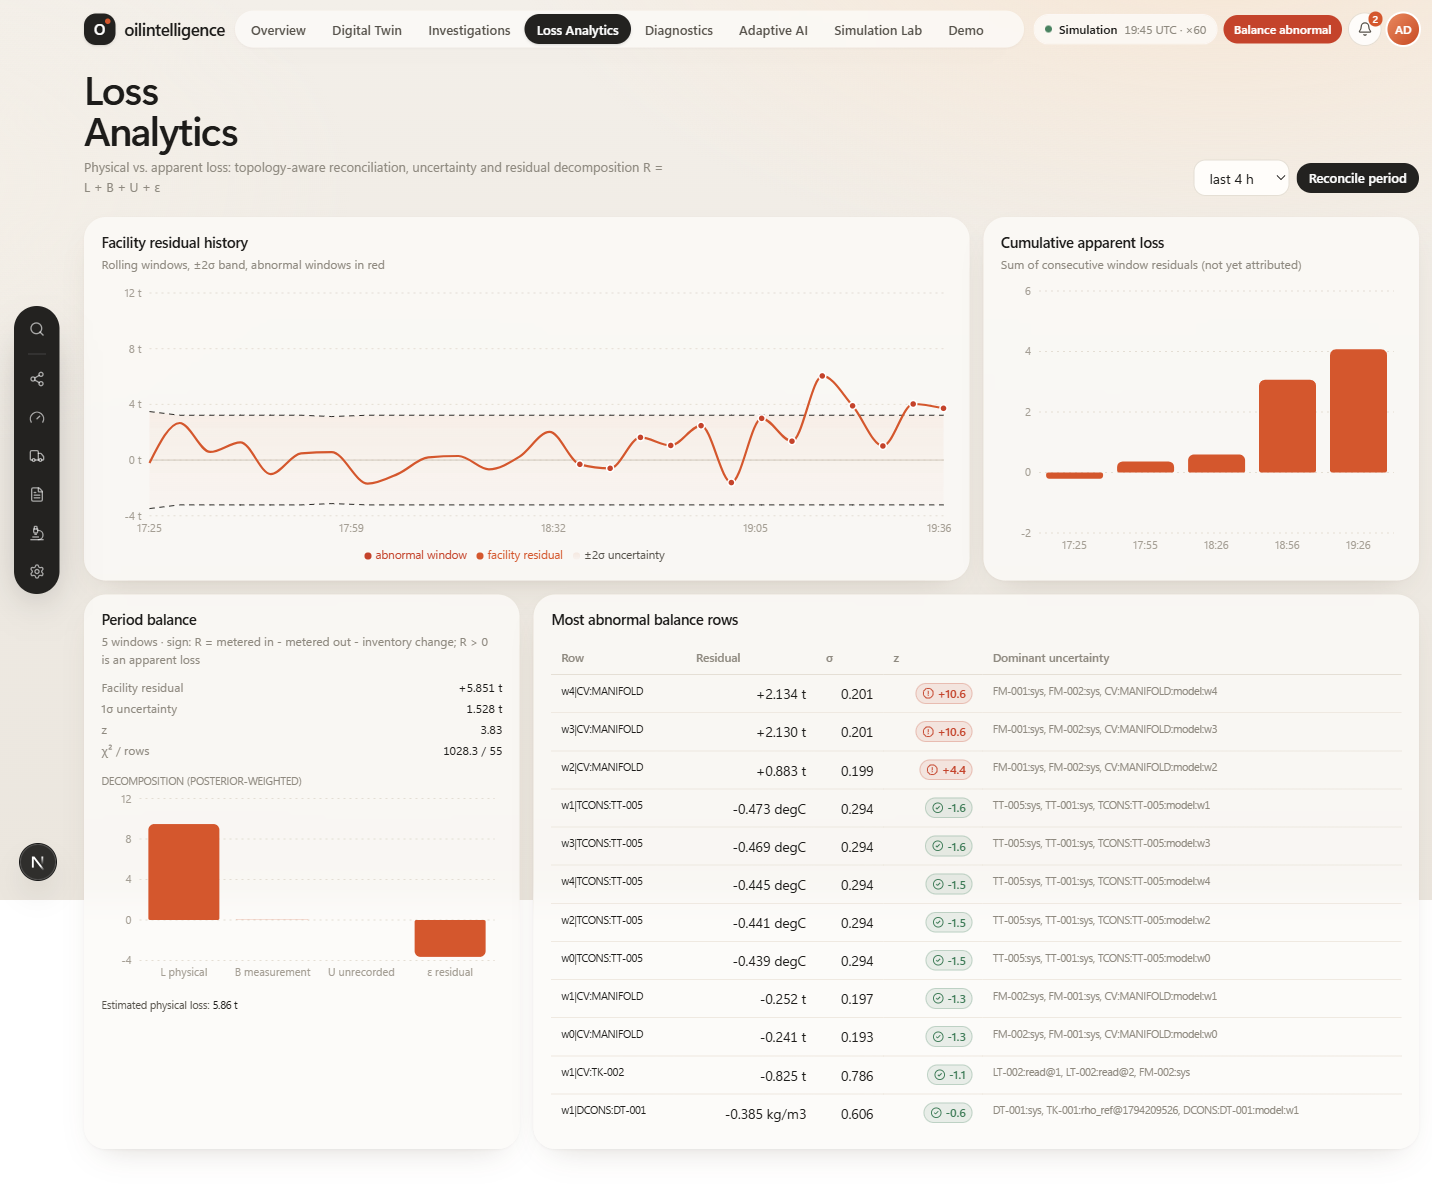 O oilintelligence Overview Digital Twin Investigations Loss Analytics Diagnostics Adaptive AI Simulation Lab Demo Simulation 19:45 UTC · ×60 Balance abnormal 2 AD
Loss
Analytics
Physical vs. apparent loss: topology-aware reconciliation, uncertainty and residual decomposition R =
L + B + U + ε
last 4 h Reconcile period
Facility residual history
Rolling windows, ±2σ band, abnormal windows in red
12 t
8 t
4 t
0 t
-4 t
17:25 17:59 18:32 19:05 19:36
abnormal window facility residual ±2σ uncertainty
Cumulative apparent loss
Sum of consecutive window residuals (not yet attributed)
6
4
2
0
-2
17:25 17:55 18:26 18:56 19:26
N
Period balance
5 windows · sign: R = metered in - metered out - inventory change; R > 0
is an apparent loss
Facility residual +5.851 t
1σ uncertainty 1.528 t
z 3.83
χ² / rows 1028.3 / 55
DECOMPOSITION (POSTERIOR-WEIGHTED)
12
8
4
0
-4
L physical B measurement U unrecorded ε residual
Estimated physical loss: 5.86 t
Most abnormal balance rows
Row Residual σ z Dominant uncertainty
w4|CV:MANIFOLD +2.134 t 0.201 +10.6 FM-001:sys, FM-002:sys, CV:MANIFOLD:model:w4
w3|CV:MANIFOLD +2.130 t 0.201 +10.6 FM-001:sys, FM-002:sys, CV:MANIFOLD:model:w3
w2|CV:MANIFOLD +0.883 t 0.199 +4.4 FM-001:sys, FM-002:sys, CV:MANIFOLD:model:w2
w1|TCONS:TT-005 -0.473 degC 0.294 -1.6 TT-005:sys, TT-001:sys, TCONS:TT-005:model:w1
w3|TCONS:TT-005 -0.469 degC 0.294 -1.6 TT-005:sys, TT-001:sys, TCONS:TT-005:model:w3
w4|TCONS:TT-005 -0.445 degC 0.294 -1.5 TT-005:sys, TT-001:sys, TCONS:TT-005:model:w4
w2|TCONS:TT-005 -0.441 degC 0.294 -1.5 TT-005:sys, TT-001:sys, TCONS:TT-005:model:w2
w0|TCONS:TT-005 -0.439 degC 0.294 -1.5 TT-005:sys, TT-001:sys, TCONS:TT-005:model:w0
w1|CV:MANIFOLD -0.252 t 0.197 -1.3 FM-002:sys, FM-001:sys, CV:MANIFOLD:model:w1
w0|CV:MANIFOLD -0.241 t 0.193 -1.3 FM-002:sys, FM-001:sys, CV:MANIFOLD:model:w0
w1|CV:TK-002 -0.825 t 0.786 -1.1 LT-002:read@1, LT-002:read@2, FM-002:sys
w1|DCONS:DT-001 -0.385 kg/m3 0.606 -0.6 DT-001:sys, TK-001:rho_ref@1794209526, DCONS:DT-001:model:w1